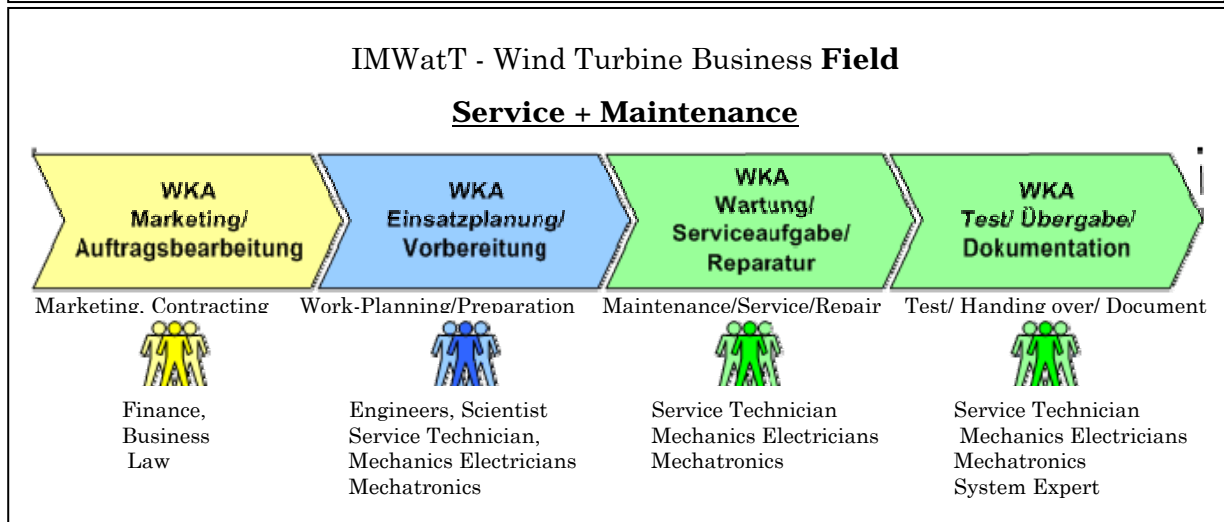 IMWatT - Wind Turbine Business Field
Service + Maintenance
WKA
Marketing/
Auftragsbearbeitung
WKA
Einsatzplanung/
Vorbereitung
WKA
Wartung/
Serviceaufgabe/
Reparatur
WKA
Test/ Übergabe/
Dokumentation
Marketing, Contracting
Work-Planning/Preparation
Maintenance/Service/Repair
Test/ Handing over/ Document
Finance,
Business
Law
Engineers, Scientist
Service Technician,
Mechanics Electricians
Mechatronics
Service Technician
Mechanics Electricians
Mechatronics
Service Technician
Mechanics Electricians
Mechatronics
System Expert